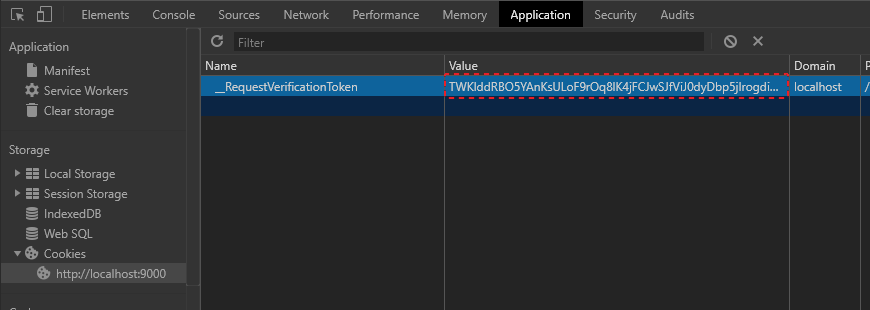 Elements Console Sources Network Performance Memory Application Security Audits
Application
Manifest
Service Workers
Clear storage
Storage
Local Storage
Session Storage
IndexedDB
Web SQL
Cookies
http://localhost:9000
Filter
Name Value Domain
__RequestVerificationToken TWKIddRBO5YAnKsULoF9rOq8IK4jFCJwSJfViJ0dyDbp5jIrogdi... localhost /